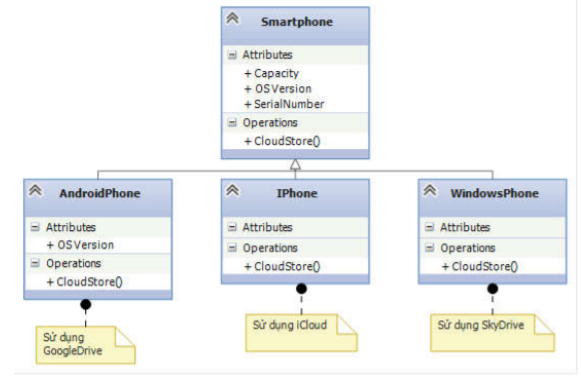 Smartphone
Attributes
+ Capacity
+ OSVersion
+ SerialNumber
Operations
+ CloudStore()
AndroidPhone
Attributes
+ OSVersion
Operations
+ CloudStore()
Sử dụng
GoogleDrive
IPhone
Attributes
Operations
+ CloudStore()
Sử dụng iCloud
WindowsPhone
Attributes
Operations
+ CloudStore()
Sử dụng SkyDrive